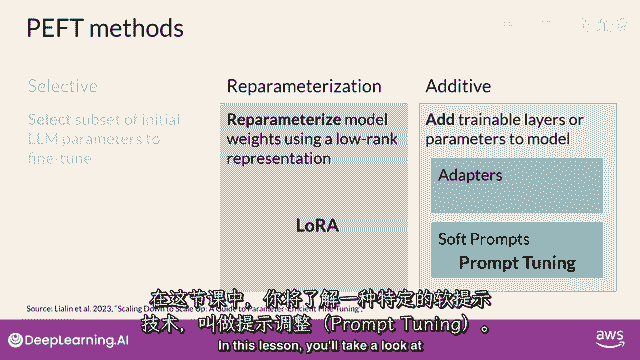 PEFT methods
Selective
Reparameterization
Additive
Select subset of initial
LLM parameters to
fine-tune
Reparameterize model
weights using a low-rank
representation
LoRA
Add trainable layers or
parameters to model
Adapters
Soft Prompts
Prompt Tuning
Source: Lialin et al. 2023, "Scaling Down to Scale Up: A Guide to Parameter-Efficient Fine-Tuning",
在这节课中，你将了解一种特定的软提示
技术，叫做提示调整（Prompt Tuning）。
In this lesson, you'll take a look at
DeepLearning.AI
aws